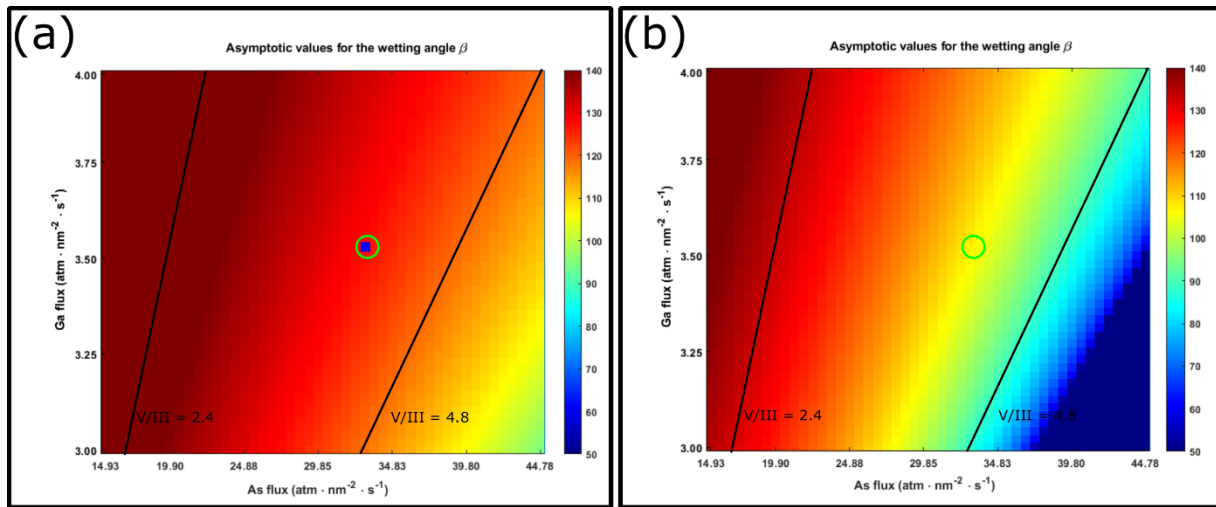 (a)
Asymptotic values for the wetting angle β
4.00
3.75
3.50
3.25
3.00
Ga flux (atm · nm⁻² · s⁻¹)
14.93 19.90 24.88 29.85 34.83 39.80 44.78
As flux (atm · nm⁻² · s⁻¹)
V/III = 2.4
V/III = 4.8
140
130
120
110
100
90
80
70
60
50
(b)
Asymptotic values for the wetting angle β
4.00
3.75
3.50
3.25
3.00
Ga flux (atm · nm⁻² · s⁻¹)
14.93 19.90 24.88 29.85 34.83 39.80 44.78
As flux (atm · nm⁻² · s⁻¹)
V/III = 2.4
V/III = 4.8
140
130
120
110
100
90
80
70
60
50